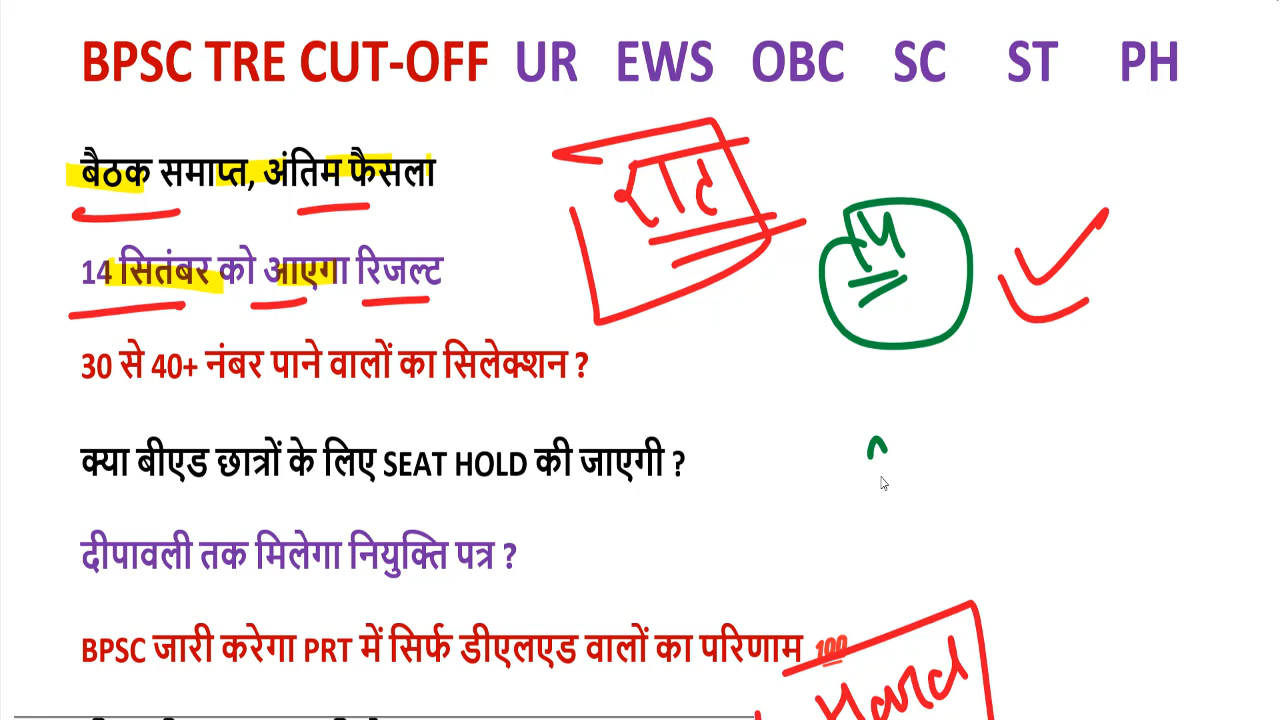 BPSC TRE CUT-OFF UR EWS OBC SC ST PH
बैठक समाप्त, अंतिम फैसला
रात
14 सितंबर को आएगा रिजल्ट
30 से 40+ नंबर पाने वालों का सिलेक्शन ?
क्या बीएड छात्रों के लिए SEAT HOLD की जाएगी ?
दीपावली तक मिलेगा नियुक्ति पत्र ?
BPSC जारी करेगा PRT में सिर्फ डीएलएड वालों का परिणाम 💯